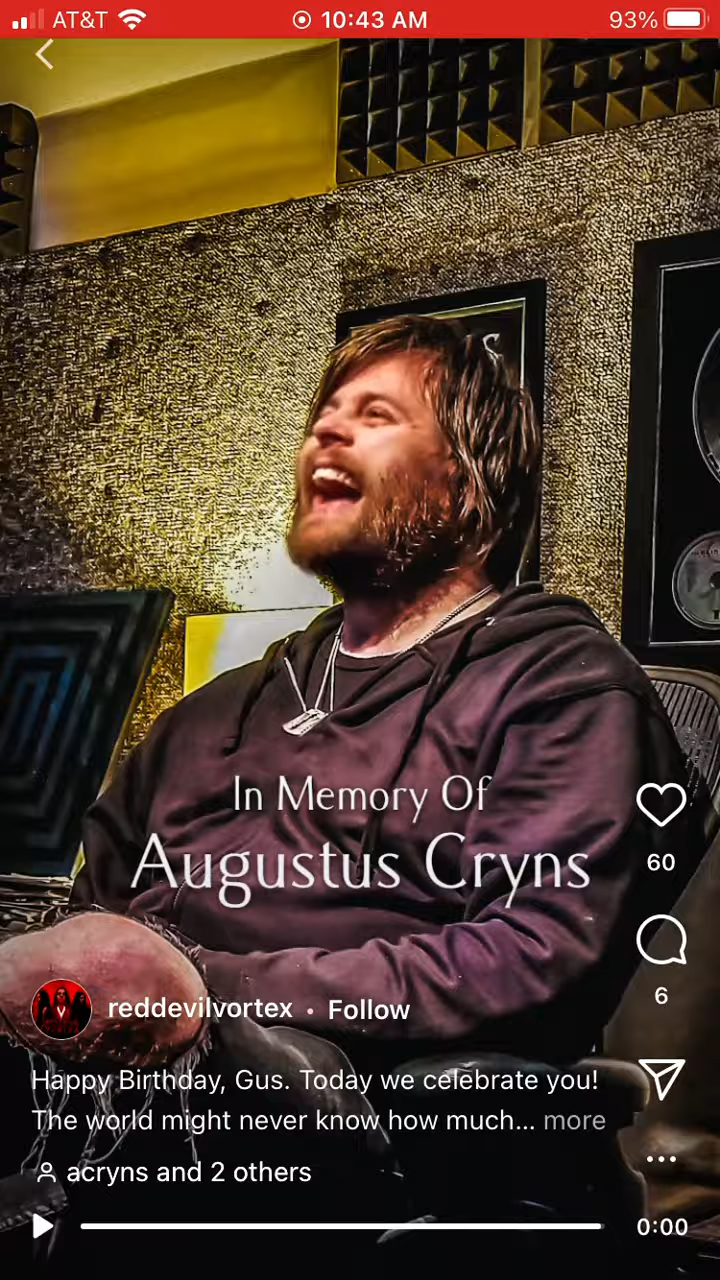 AT&T 10:43 AM 93%
In Memory Of
Augustus Cryns
60
6
reddevilvortex • Follow
Happy Birthday, Gus. Today we celebrate you!
The world might never know how much... more
acryns and 2 others
0:00